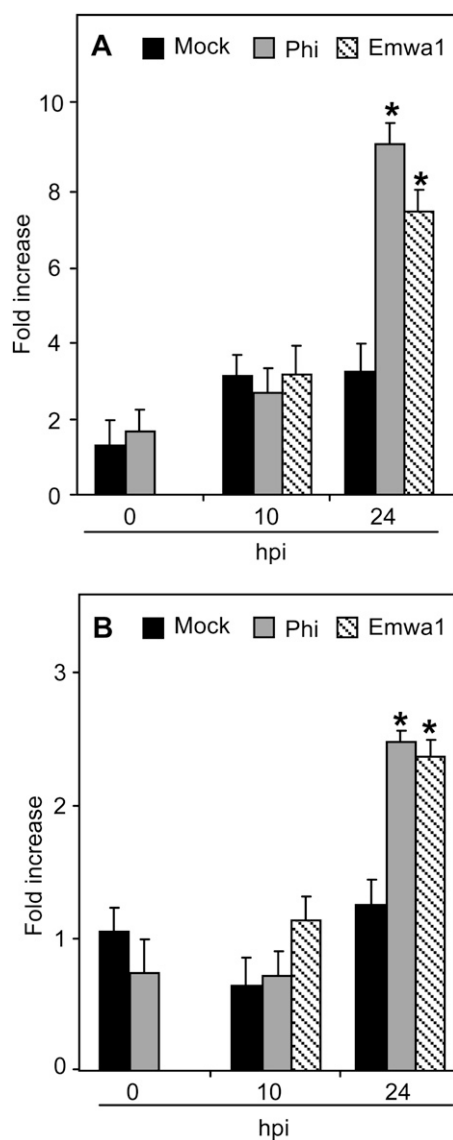 A Mock Phi Emwa1
10
* *
8
6
4
2
0
Fold increase
0 10 24
hpi
B Mock Phi Emwa1
3
* *
2
1
0
Fold increase
0 10 24
hpi